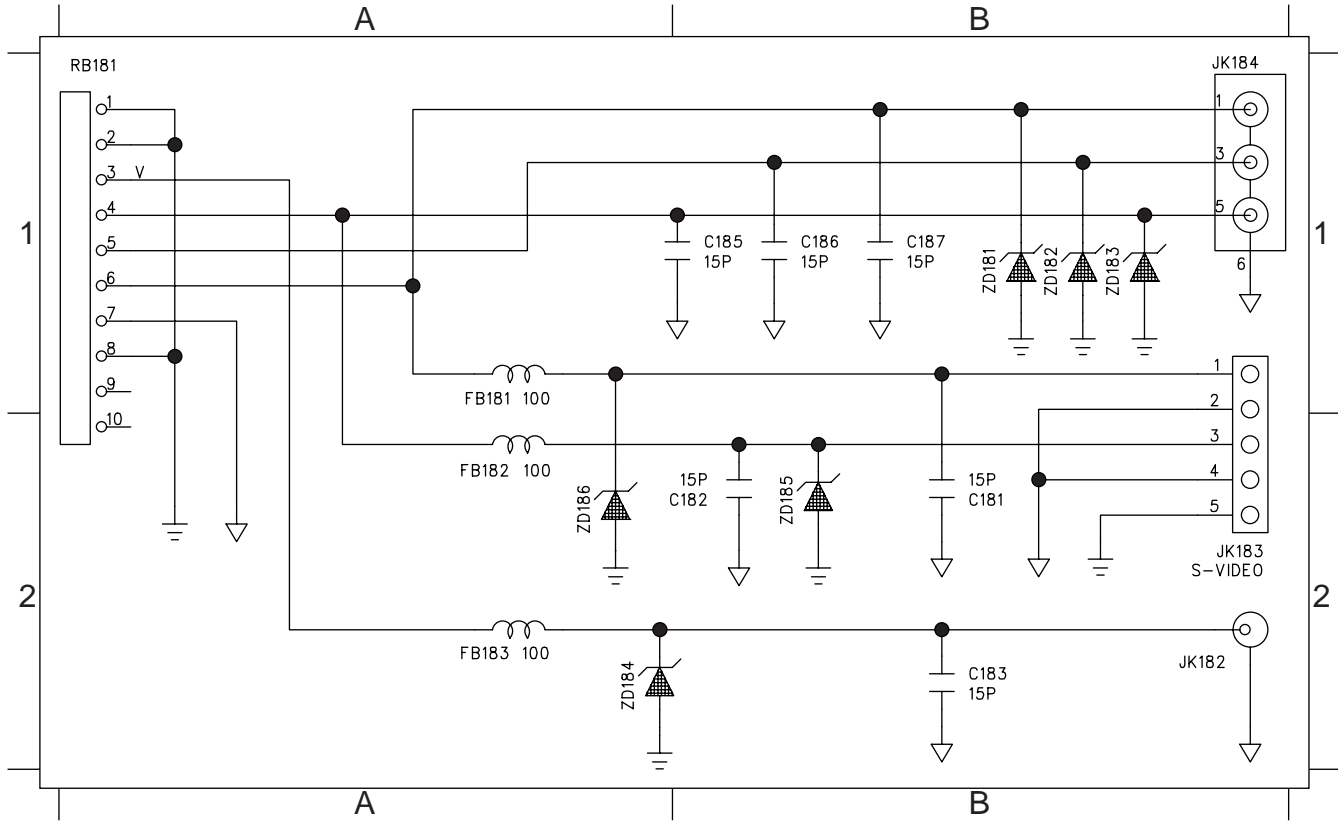 A B
RB181 JK184
1 1
2
3 V 3
4 5
1 5 C185 C186 C187 ZD181 ZD182 ZD183 1
15P 15P 15P
6 6
7
8 1
9 FB181 100 2
10 3
FB182 100 ZD186 15P ZD185 15P 4
C182 C181
5
JK183
S-VIDEO
2 2
FB183 100 ZD184 C183 JK182
15P
A B